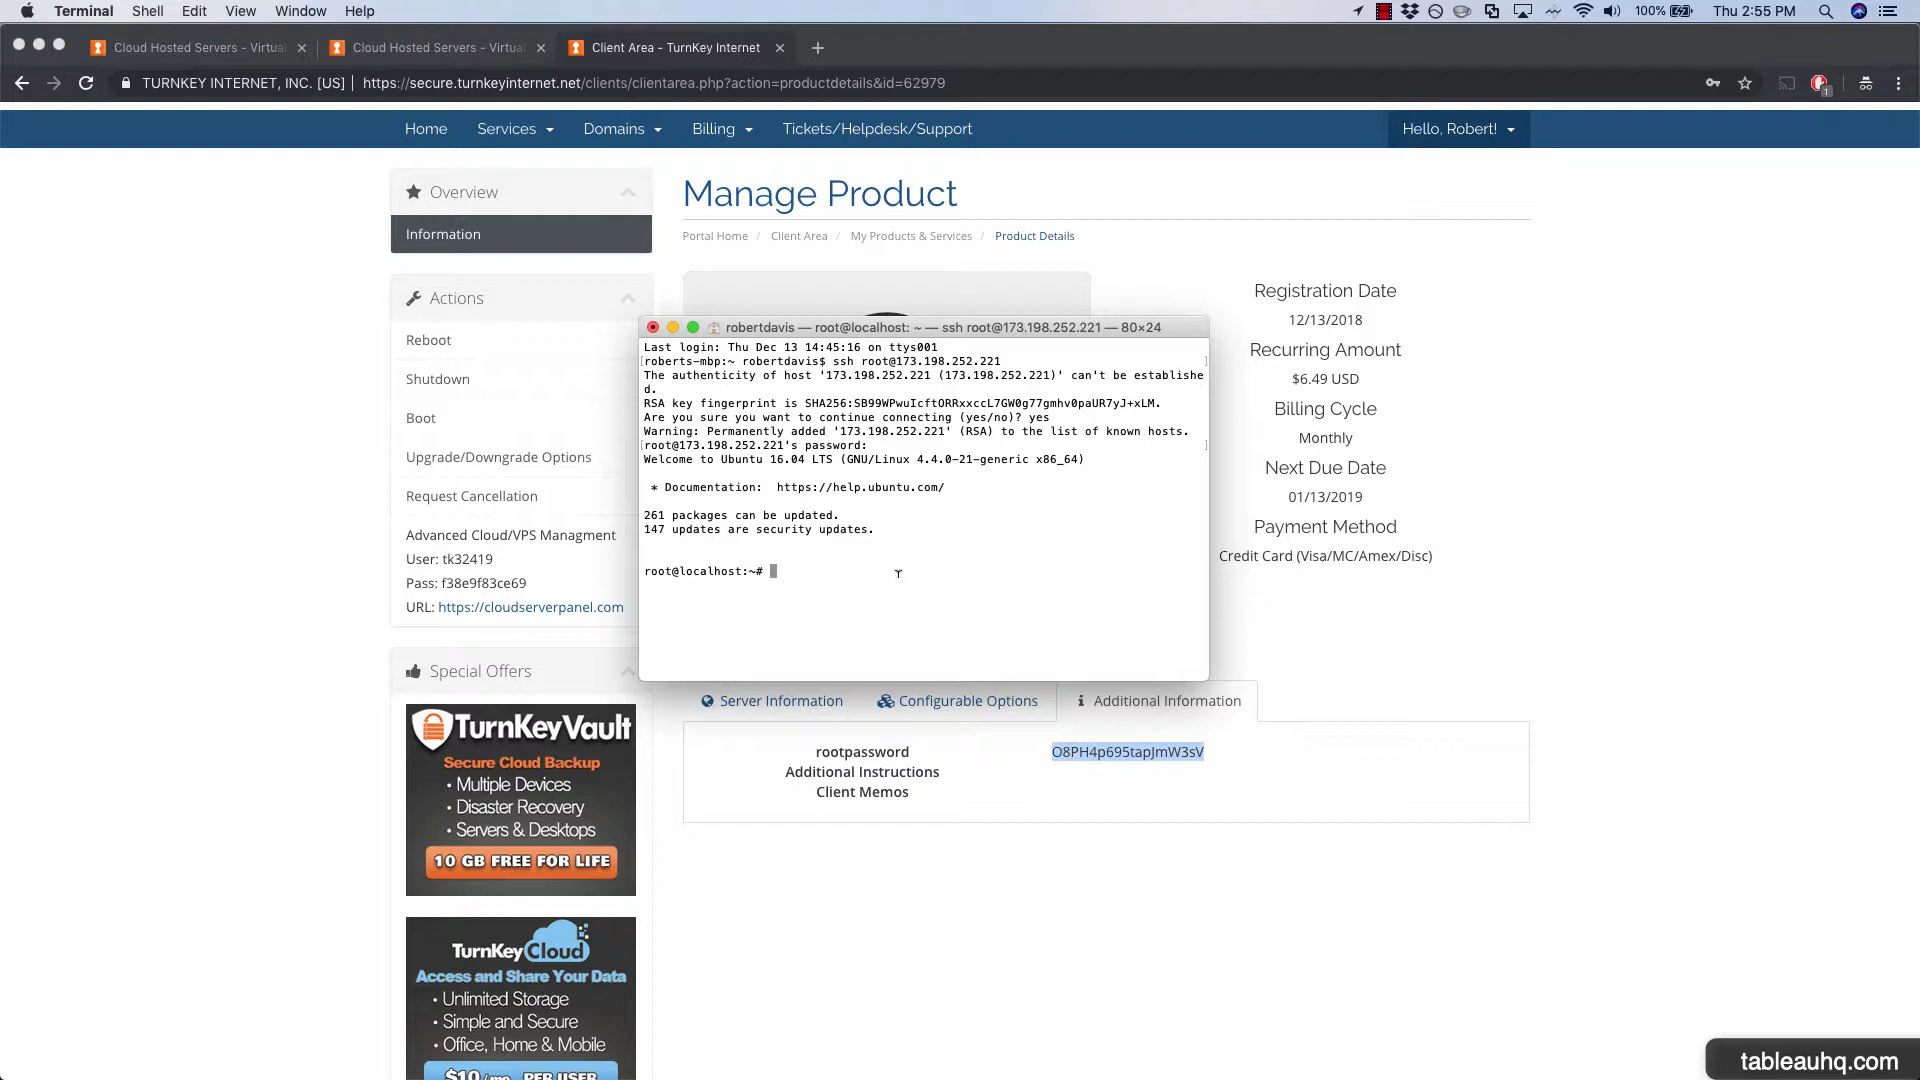 Terminal Shell Edit View Window Help
100% Thu 2:55 PM
Cloud Hosted Servers - Virtual
Cloud Hosted Servers - Virtual
Client Area - TurnKey Internet
TURNKEY INTERNET, INC. [US] | https://secure.turnkeyinternet.net/clients/clientarea.php?action=productdetails&id=62979
1
Home Services Domains Billing Tickets/Helpdesk/Support Hello, Robert!
Overview
Information
Actions
Reboot
Shutdown
Boot
Upgrade/Downgrade Options
Request Cancellation
Advanced Cloud/VPS Managment
User: tk32419
Pass: f38e9f83ce69
URL: https://cloudserverpanel.com
Special Offers
TurnKeyVault
Secure Cloud Backup
• Multiple Devices
• Disaster Recovery
• Servers & Desktops
10 GB FREE FOR LIFE
TurnKeyCloud
Access and Share Your Data
• Unlimited Storage
• Simple and Secure
• Office, Home & Mobile
$10/mo PER USER
Manage Product
Portal Home / Client Area / My Products & Services / Product Details
robertdavis — root@localhost: ~ — ssh root@173.198.252.221 — 80×24
Last login: Thu Dec 13 14:45:16 on ttys001
[roberts-mbp:~ robertdavis$ ssh root@173.198.252.221 ]
The authenticity of host '173.198.252.221 (173.198.252.221)' can't be establishe
d.
RSA key fingerprint is SHA256:SB99WPwuIcftORRxxccL7GW0g77gmhv0paUR7yJ+xLM.
Are you sure you want to continue connecting (yes/no)? yes
Warning: Permanently added '173.198.252.221' (RSA) to the list of known hosts.
[root@173.198.252.221's password: ]
Welcome to Ubuntu 16.04 LTS (GNU/Linux 4.4.0-21-generic x86_64)
* Documentation: https://help.ubuntu.com/
261 packages can be updated.
147 updates are security updates.
root@localhost:~#
Registration Date
12/13/2018
Recurring Amount
$6.49 USD
Billing Cycle
Monthly
Next Due Date
01/13/2019
Payment Method
Credit Card (Visa/MC/Amex/Disc)
Server Information Configurable Options Additional Information
rootpassword O8PH4p695tapJmW3sV
Additional Instructions
Client Memos
tableauhq.com